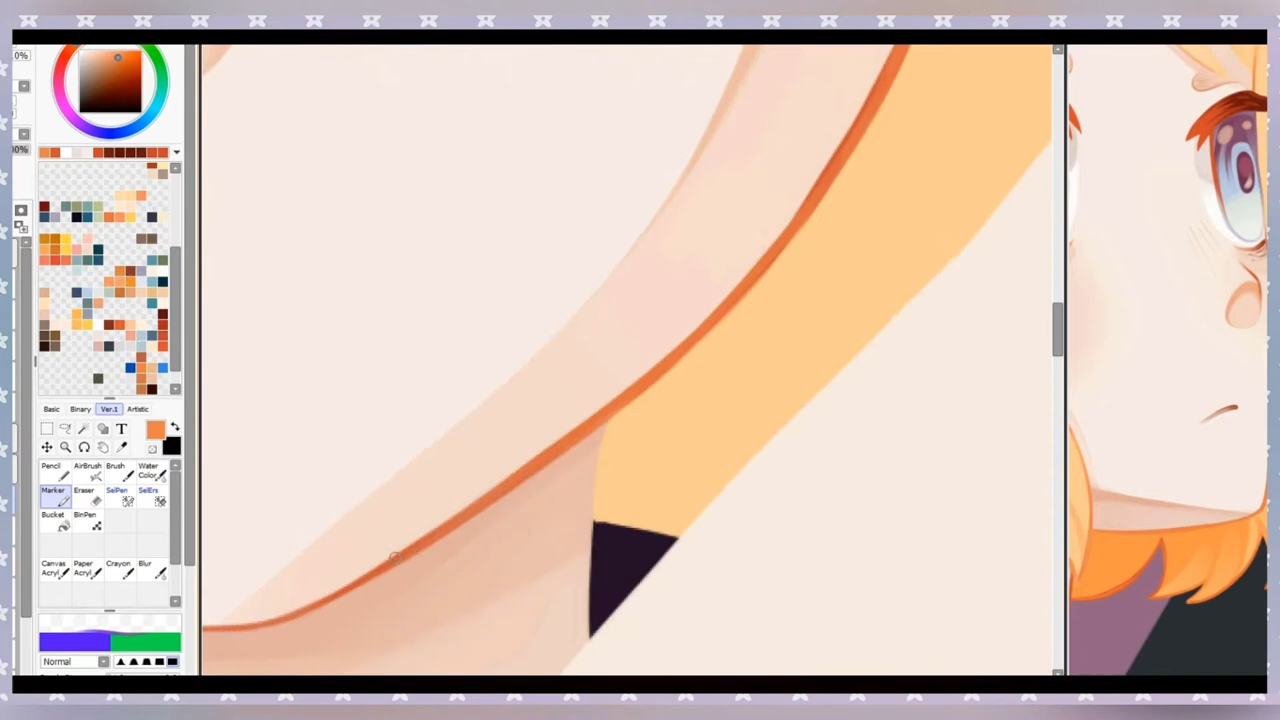 0%
00%
Basic Binary Ver.1 Artistic
T
Pencil AirBrush Brush Water Color
Marker Eraser SelPen SelErs
Bucket BinPen
Canvas Acryl Paper Acryl Crayon Blur
Normal